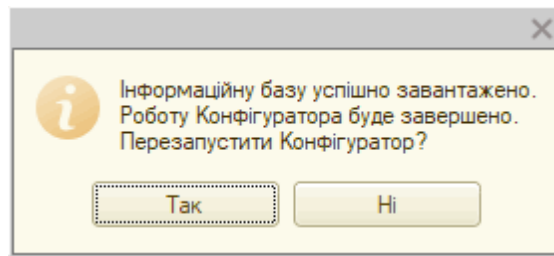 Інформаційну базу успішно завантажено.
Роботу Конфігуратора буде завершено.
Перезапустити Конфігуратор?
Так
Ні